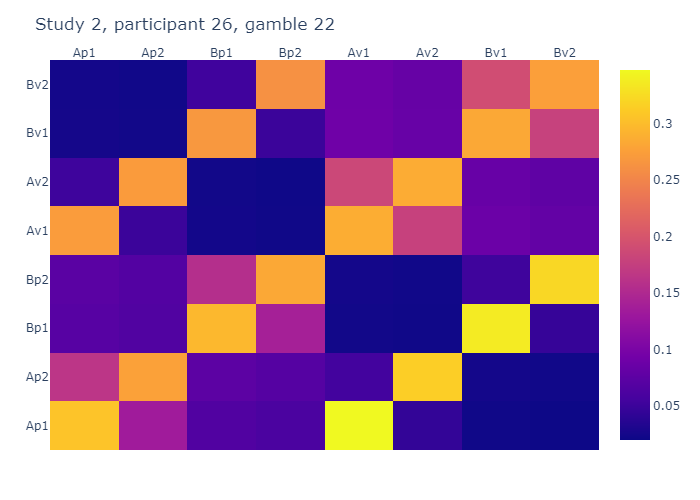 Study 2, participant 26, gamble 22
Ap1 Ap2 Bp1 Bp2 Av1 Av2 Bv1 Bv2
Bv2
Bv1
Av2
Av1
Bp2
Bp1
Ap2
Ap1
0.3
0.25
0.2
0.15
0.1
0.05